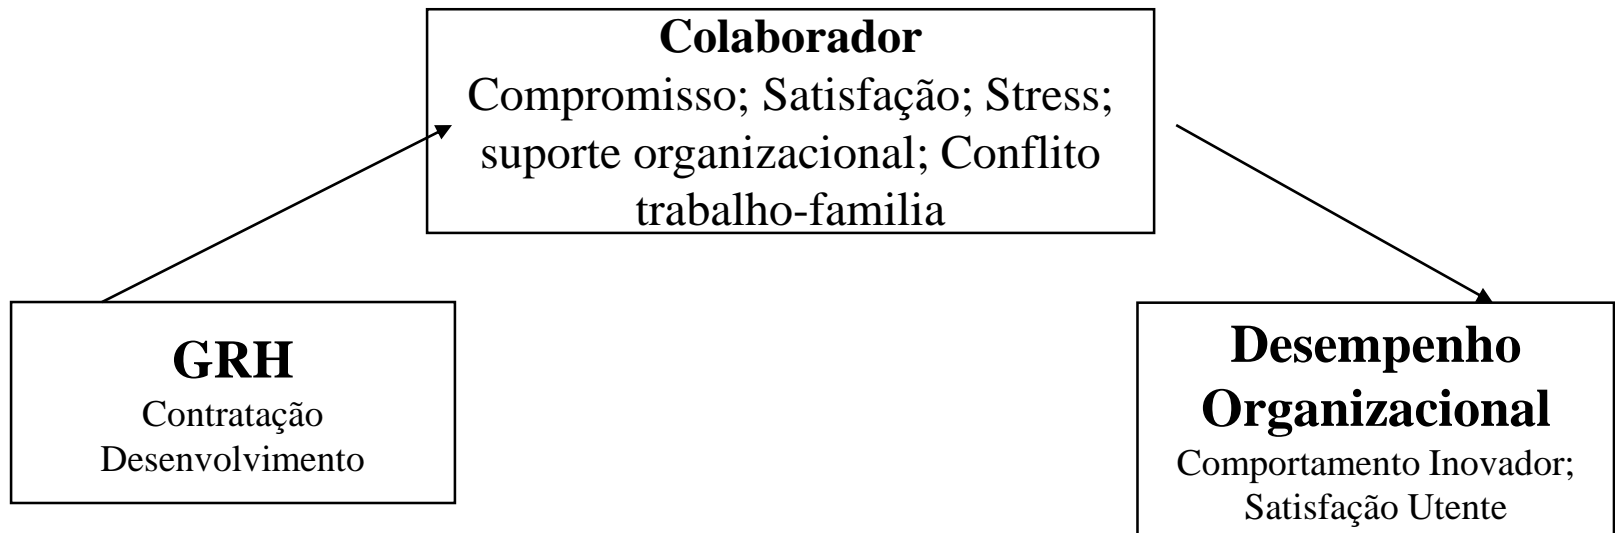 Colaborador
Compromisso; Satisfação; Stress;
suporte organizacional; Conflito
trabalho-familia
GRH
Contratação
Desenvolvimento
Desempenho
Organizacional
Comportamento Inovador;
Satisfação Utente